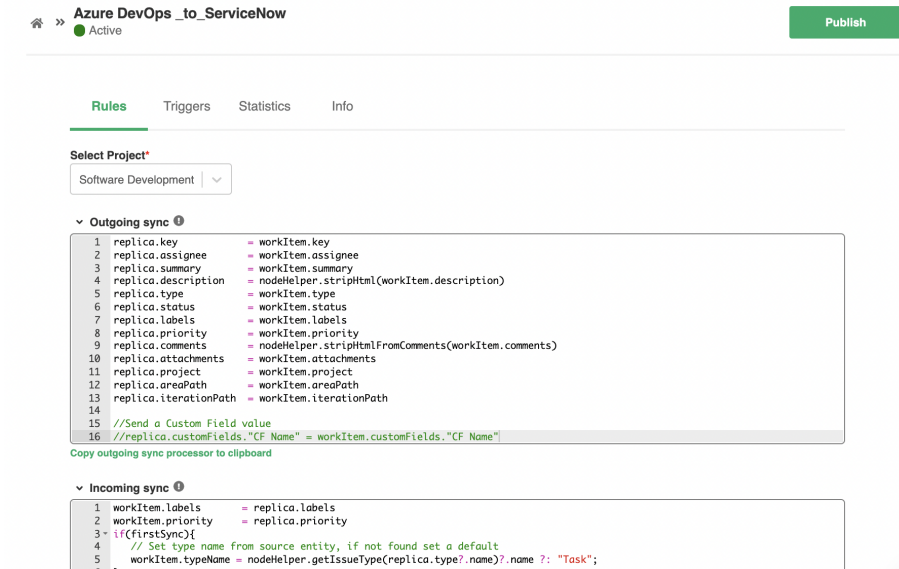 Azure DevOps _to_ServiceNow
Active
Publish
Rules Triggers Statistics Info
Select Project*
Software Development
Outgoing sync
1 replica.key = workItem.key
2 replica.assignee = workItem.assignee
3 replica.summary = workItem.summary
4 replica.description = nodeHelper.stripHtml(workItem.description)
5 replica.type = workItem.type
6 replica.status = workItem.status
7 replica.labels = workItem.labels
8 replica.priority = workItem.priority
9 replica.comments = nodeHelper.stripHtmlFromComments(workItem.comments)
10 replica.attachments = workItem.attachments
11 replica.project = workItem.project
12 replica.areaPath = workItem.areaPath
13 replica.iterationPath = workItem.iterationPath
14
15 //Send a Custom Field value
16 //replica.customFields."CF Name" = workItem.customFields."CF Name"
Copy outgoing sync processor to clipboard
Incoming sync
1 workItem.labels = replica.labels
2 workItem.priority = replica.priority
3 if(firstSync){
4 // Set type name from source entity, if not found set a default
5 workItem.typeName = nodeHelper.getIssueType(replica.type?.name)?.name ?: "Task";